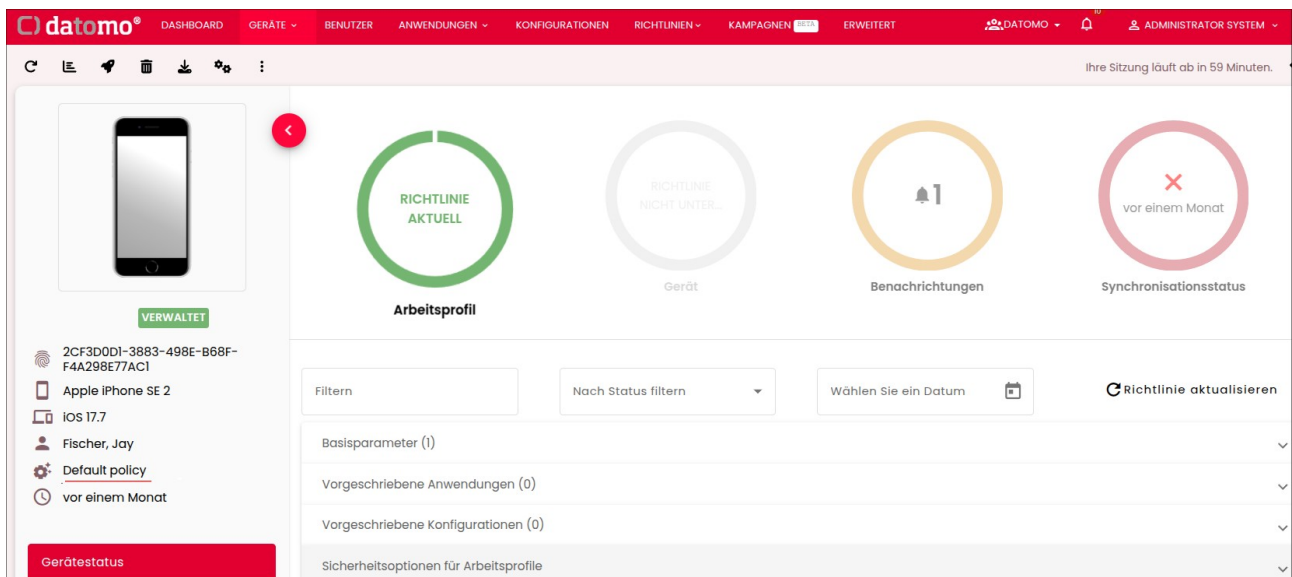 datomo® DASHBOARD GERÄTE BENUTZER ANWENDUNGEN KONFIGURATIONEN RICHTLINIEN KAMPAGNEN BETA ERWEITERT DATOMO 10 ADMINISTRATOR SYSTEM
Ihre Sitzung läuft ab in 59 Minuten.
RICHTLINIE
AKTUELL
Arbeitsprofil
RICHTLINIE
NICHT UNTER...
Gerät
1
Benachrichtungen
vor einem Monat
Synchronisationsstatus
VERWALTET
2CF3D0D1-3883-498E-B68F-
F4A298E77AC1
Apple iPhone SE 2
iOS 17.7
Fischer, Jay
Default policy
vor einem Monat
Gerätestatus
Filtern Nach Status filtern Wählen Sie ein Datum Richtlinie aktualisieren
Basisparameter (1)
Vorgeschriebene Anwendungen (0)
Vorgeschriebene Konfigurationen (0)
Sicherheitsoptionen für Arbeitsprofile